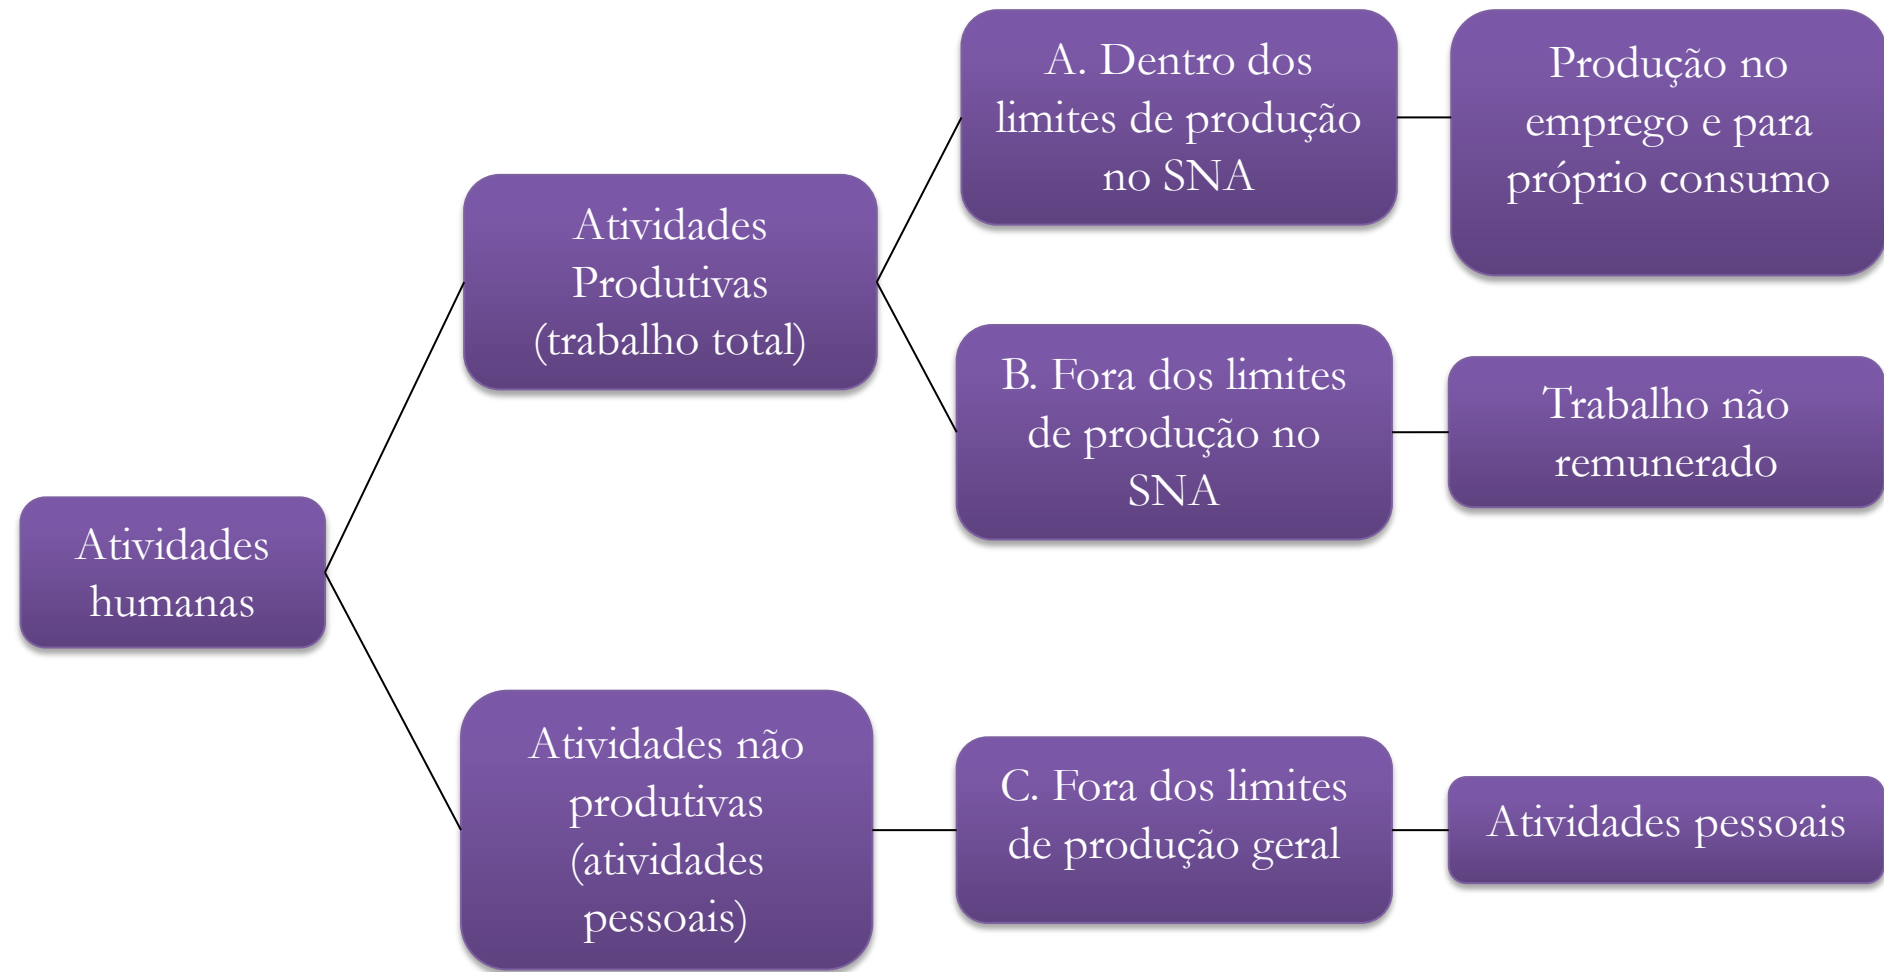 Atividades
humanas
Atividades
Produtivas
(trabalho total)
A. Dentro dos
limites de produção
no SNA
Produção no
emprego e para
próprio consumo
B. Fora dos limites
de produção no
SNA
Trabalho não
remunerado
Atividades não
produtivas
(atividades
pessoais)
C. Fora dos limites
de produção geral
Atividades pessoais